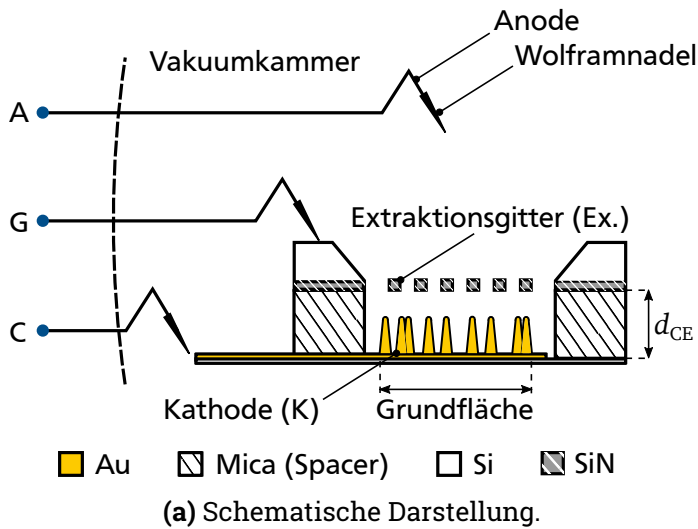 Anode
Wolframnadel
Vakuumkammer
A
G
Extraktionsgitter (Ex.)
C
d_CE
Kathode (K)
Grundfläche
Au
Mica (Spacer)
Si
SiN
(a) Schematische Darstellung.